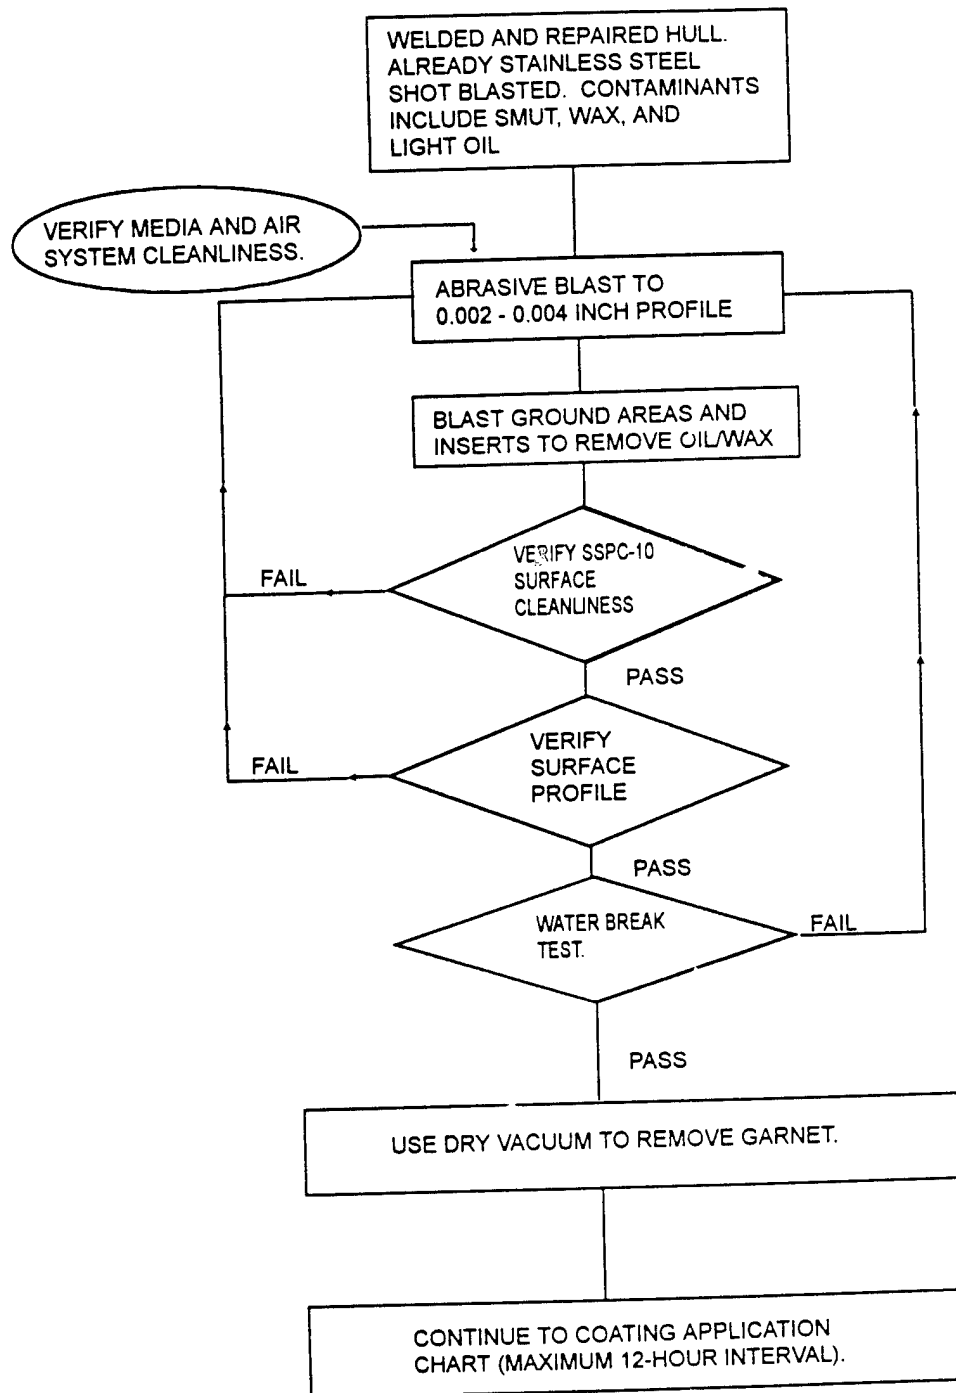 WELDED AND REPAIRED HULL.
ALREADY STAINLESS STEEL
SHOT BLASTED. CONTAMINANTS
INCLUDE SMUT, WAX, AND
LIGHT OIL
VERIFY MEDIA AND AIR
SYSTEM CLEANLINESS.
ABRASIVE BLAST TO
0.002 - 0.004 INCH PROFILE
BLAST GROUND AREAS AND
INSERTS TO REMOVE OIL/WAX
VERIFY SSPC-10
SURFACE
CLEANLINESS
FAIL
PASS
VERIFY
SURFACE
PROFILE
FAIL
PASS
WATER BREAK
TEST.
FAIL
PASS
USE DRY VACUUM TO REMOVE GARNET.
CONTINUE TO COATING APPLICATION
CHART (MAXIMUM 12-HOUR INTERVAL).